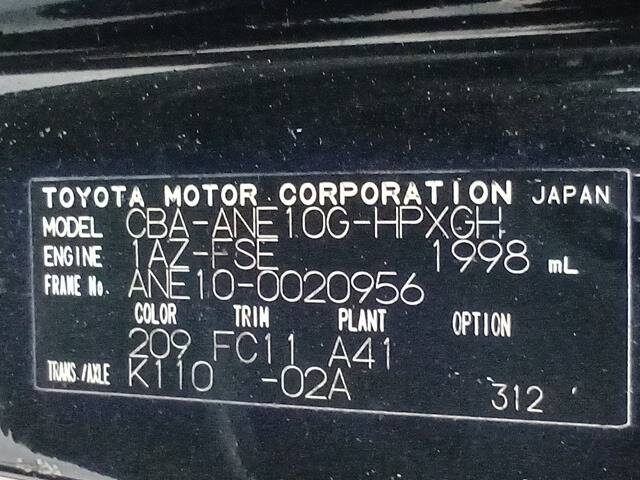 TOYOTA MOTOR CORPORATION JAPAN
MODEL CBA-ANE10G-HPXGH
ENGINE 1AZ-FSE 1998 mL
FRAME No. ANE10-0020956
COLOR TRIM PLANT OPTION
209 FC11 A41
TRANS./AXLE K110 -02A
312